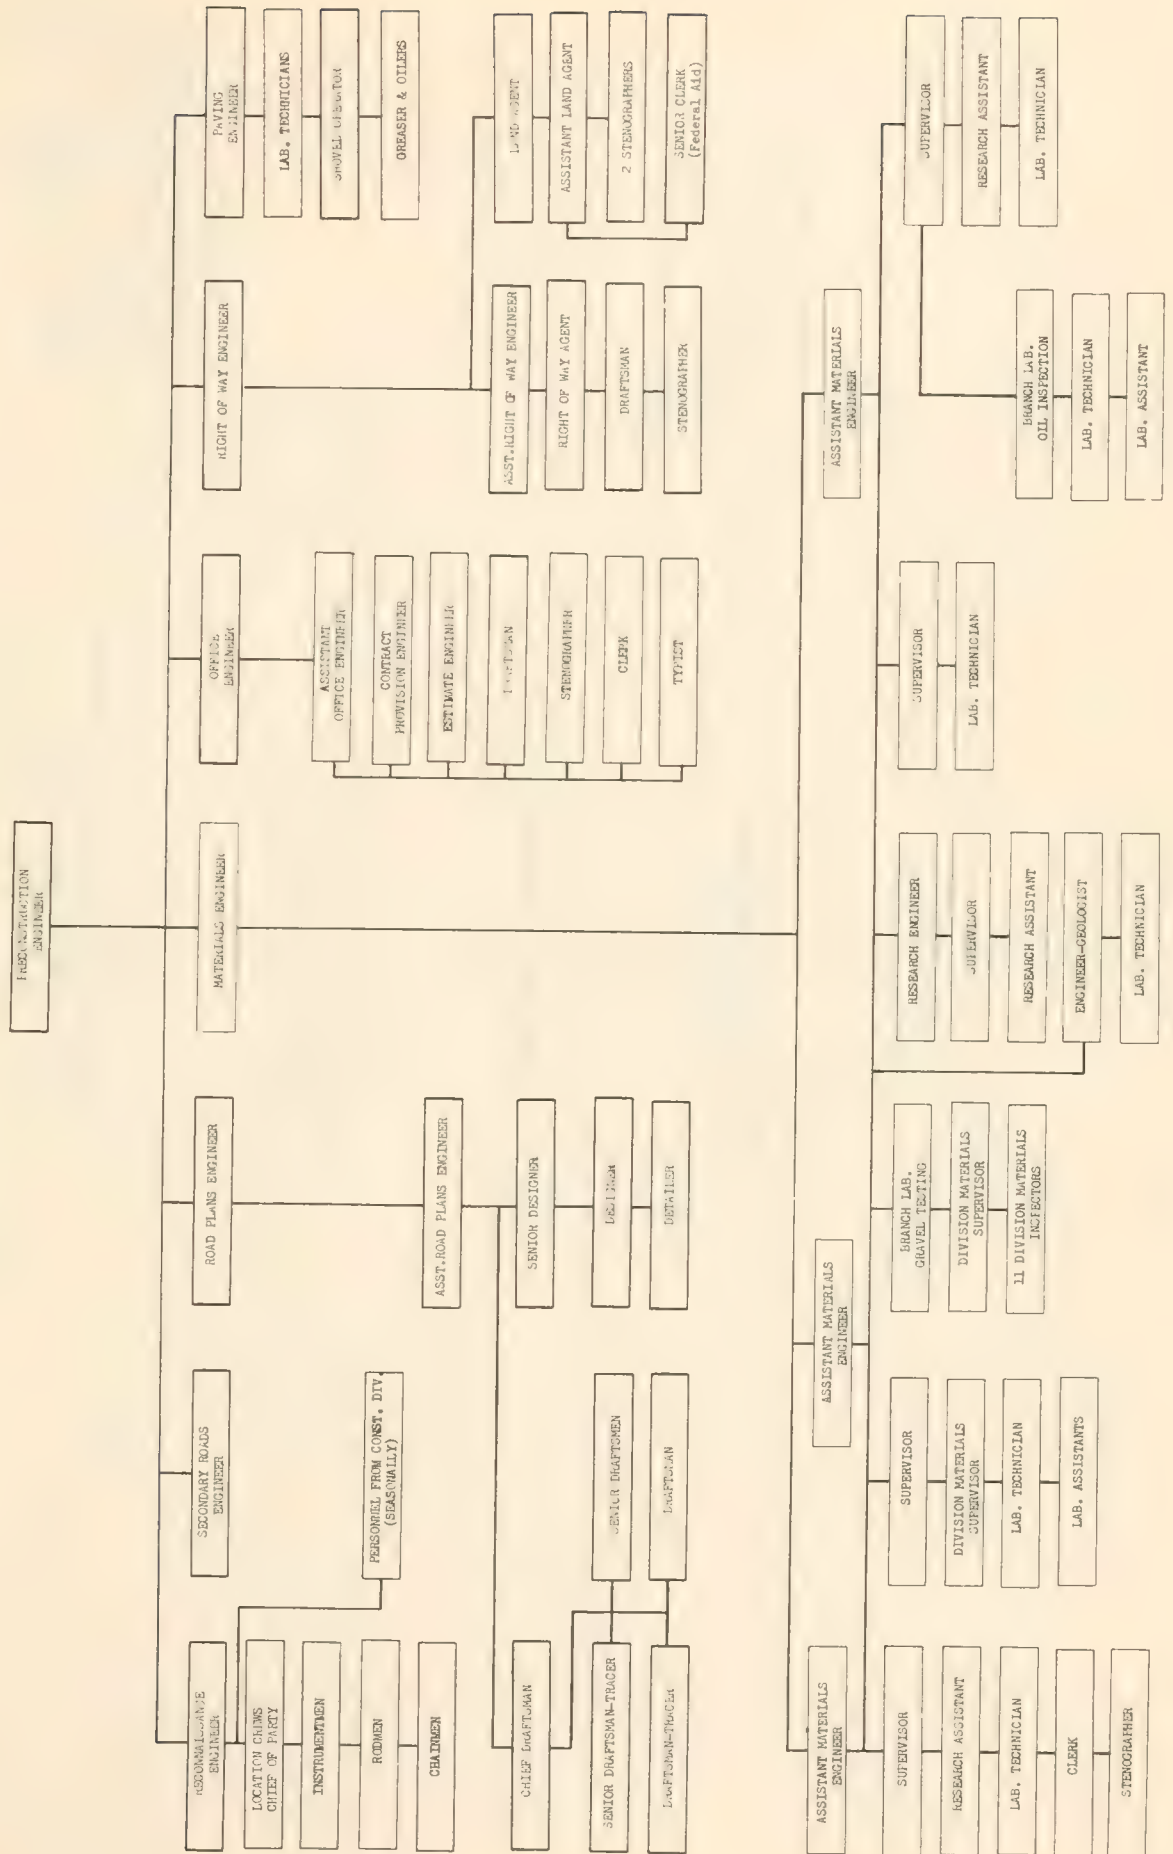 PRECONSTRUCTION
ENGINEER
RECONNAISSANCE
ENGINEER
SECONDARY ROADS
ENGINEER
ROAD PLANS ENGINEER
MATERIALS ENGINEER
OFFICE
ENGINEER
RIGHT OF WAY ENGINEER
PAVING
ENGINEER
LOCATION CREWS
CHIEF OF PARTY
INSTRUMENTMEN
RODMEN
CHAINMEN
PERSONNEL FROM CONST. DIV.
(SEASONALLY)
ASST.ROAD PLANS ENGINEER
CHIEF DRAFTSMAN
SENIOR DRAFTSMAN-TRACER
DRAFTSMAN-TRACER
SENIOR DRAFTSMEN
DRAFTSMAN
SENIOR DESIGNER
DESIGNER
DETAILER
ASSISTANT
OFFICE ENGINEER
CONTRACT
PROVISION ENGINEER
ESTIMATE ENGINEER
DRAFTSMAN
STENOGRAPHER
CLERK
TYPIST
ASST.RIGHT OF WAY ENGINEER
RIGHT OF WAY AGENT
DRAFTSMAN
STENOGRAPHER
LAB. TECHNICIANS
SHOVEL OPERATOR
GREASER & OILERS
LAND AGENT
ASSISTANT LAND AGENT
2 STENOGRAPHERS
SENIOR CLERK
(Federal Aid)
ASSISTANT MATERIALS
ENGINEER
ASSISTANT MATERIALS
ENGINEER
ASSISTANT MATERIALS
ENGINEER
SUPERVISOR
RESEARCH ASSISTANT
LAB. TECHNICIAN
CLERK
STENOGRAPHER
SUPERVISOR
DIVISION MATERIALS
SUPERVISOR
LAB. TECHNICIAN
LAB. ASSISTANTS
BRANCH LAB.
GRAVEL TESTING
DIVISION MATERIALS
SUPERVISOR
11 DIVISION MATERIALS
INSPECTORS
RESEARCH ENGINEER
SUPERVISOR
RESEARCH ASSISTANT
ENGINEER-GEOLOGIST
LAB. TECHNICIAN
SUPERVISOR
LAB. TECHNICIAN
SUPERVISOR
RESEARCH ASSISTANT
LAB. TECHNICIAN
BRANCH LAB.
OIL INSPECTION
LAB. TECHNICIAN
LAB. ASSISTANT